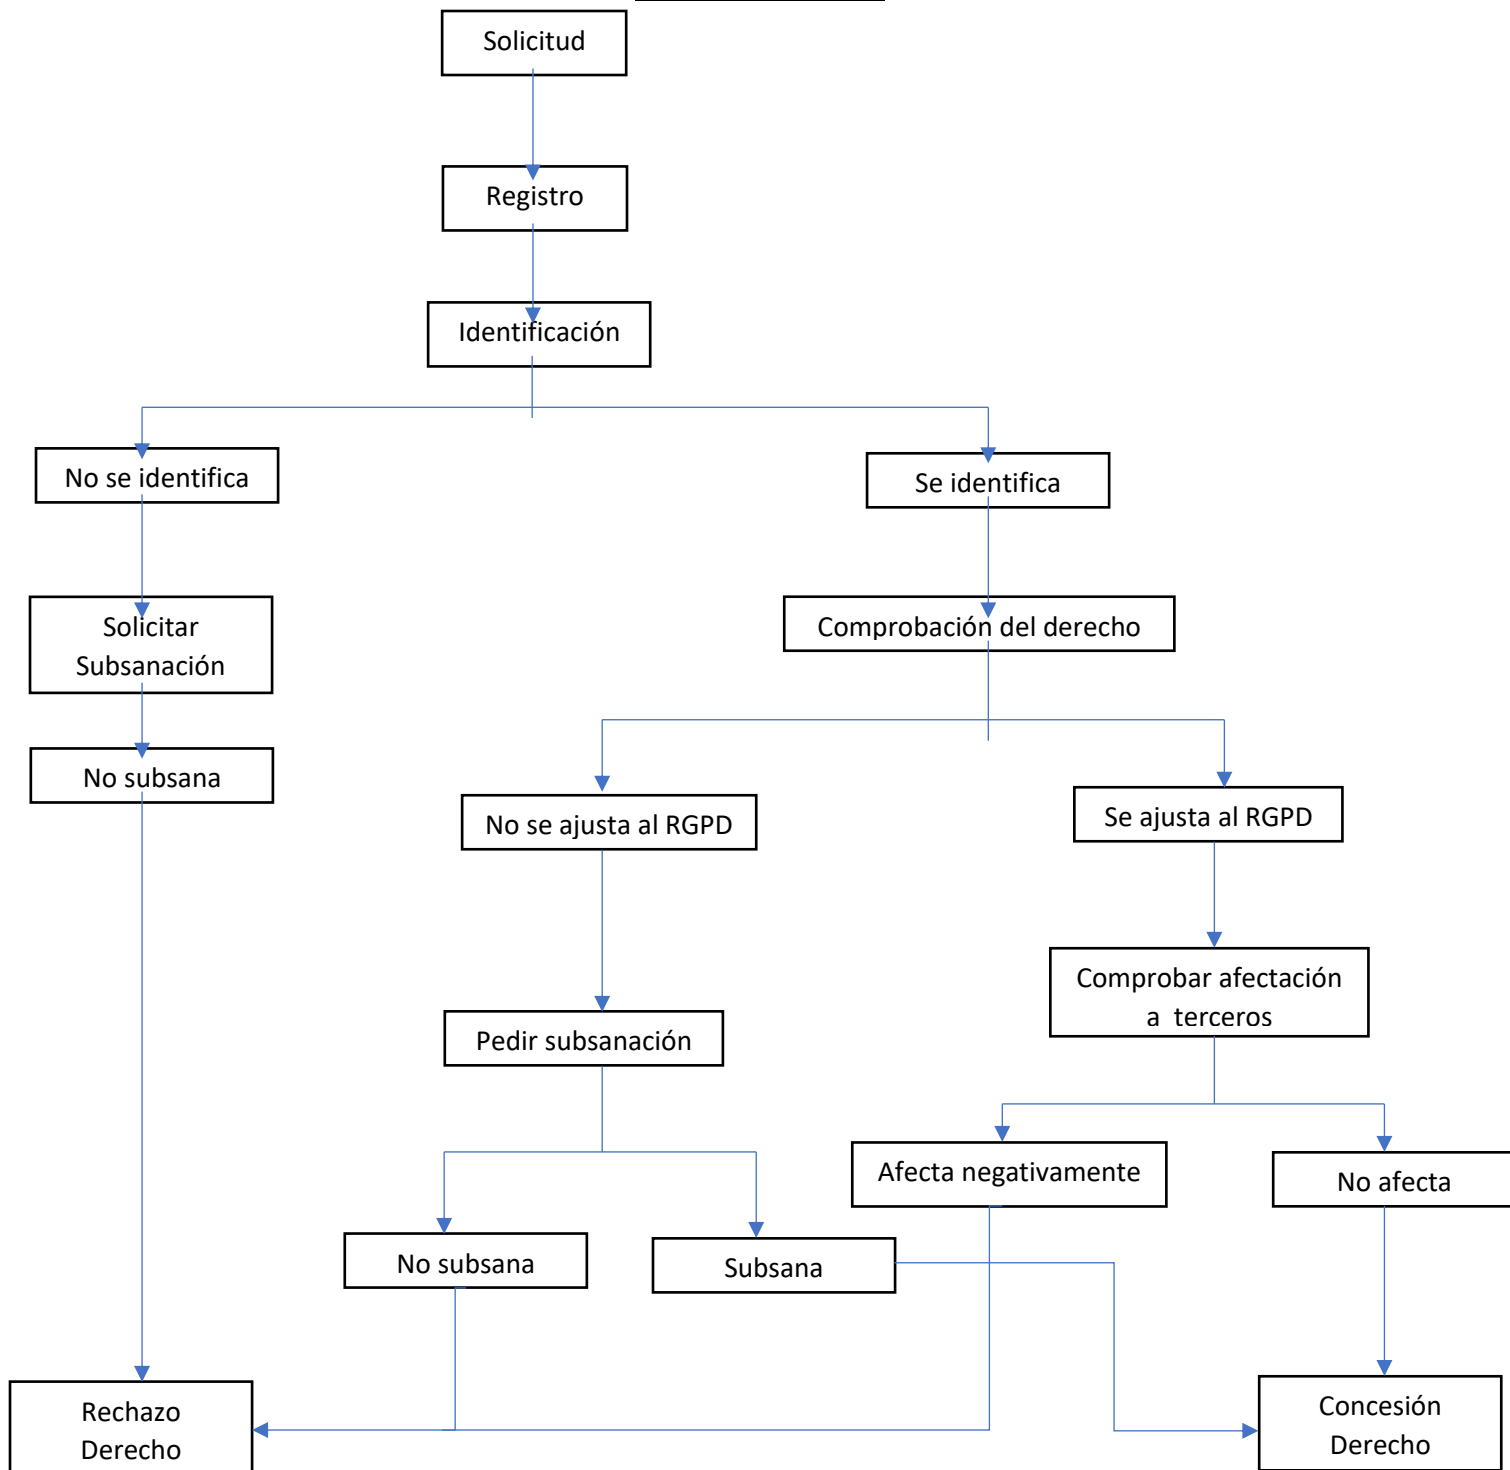 Solicitud
Registro
Identificación
No se identifica
Se identifica
Solicitar
Subsanación
Comprobación del derecho
No subsana
No se ajusta al RGPD
Se ajusta al RGPD
Comprobar afectación
a terceros
Pedir subsanación
Afecta negativamente
No afecta
No subsana
Subsana
Rechazo
Derecho
Concesión
Derecho